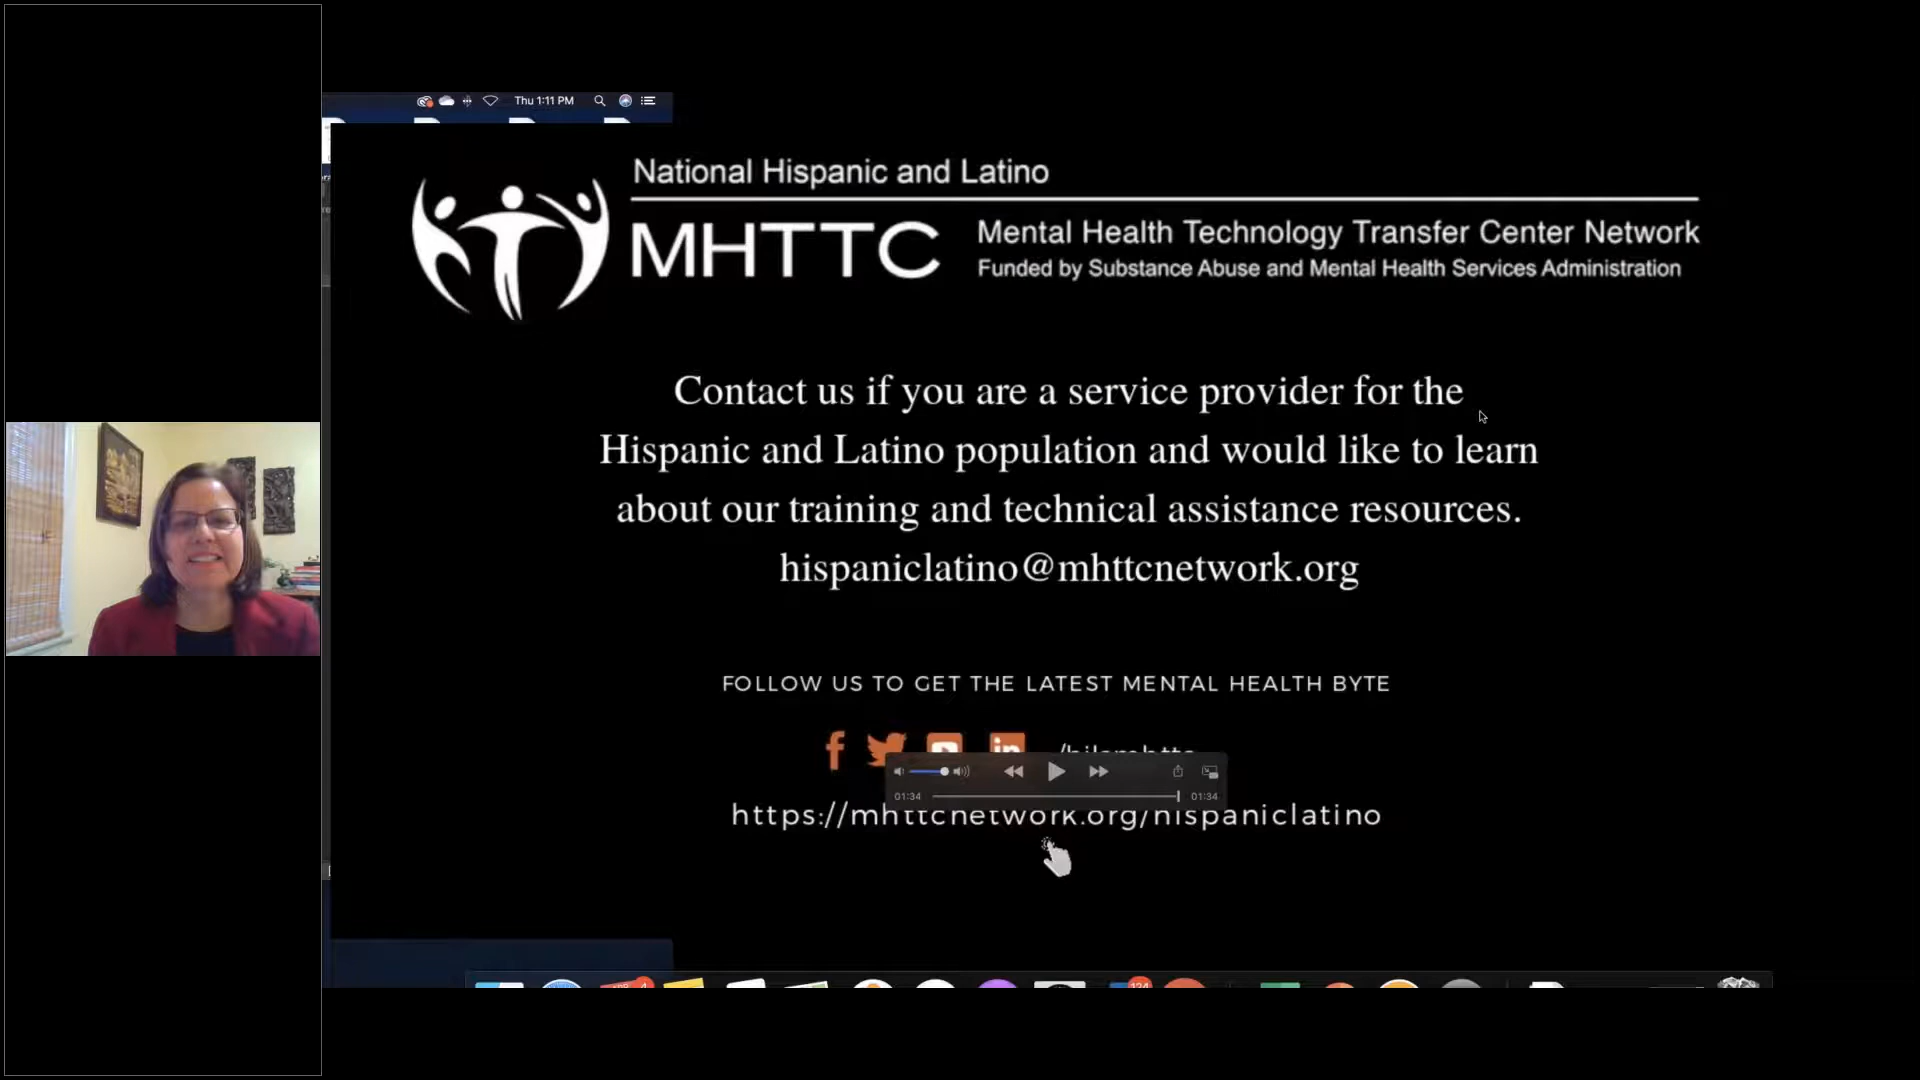 Thu 1:11 PM
National Hispanic and Latino
MHTTC
Mental Health Technology Transfer Center Network
Funded by Substance Abuse and Mental Health Services Administration
Contact us if you are a service provider for the
Hispanic and Latino population and would like to learn
about our training and technical assistance resources.
hispaniclatino@mhttcnetwork.org
FOLLOW US TO GET THE LATEST MENTAL HEALTH BYTE
01:34
01:34
https://mhttcnetwork.org/hispaniclatino
124